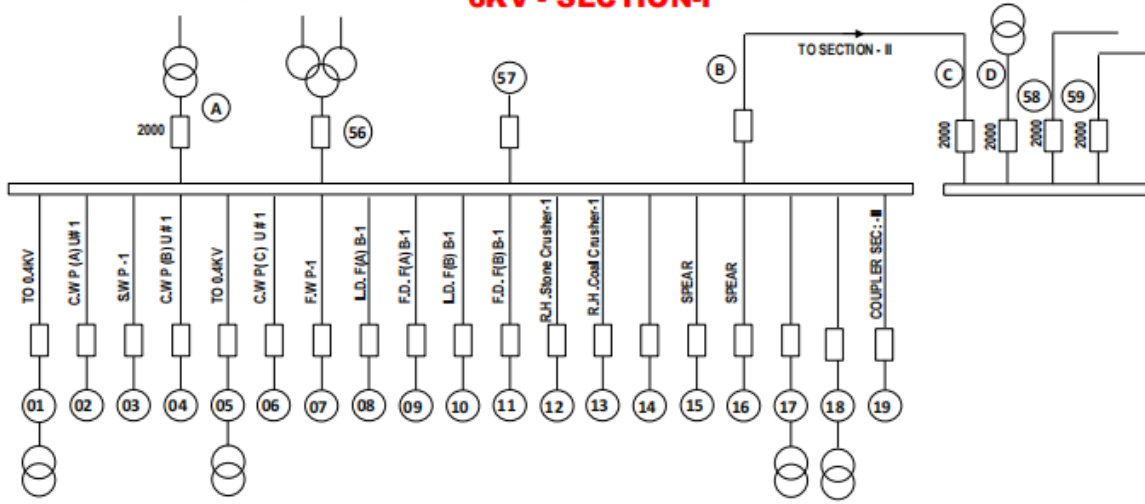 6KV - SECTION-I
A
2000
56
57
B
TO SECTION - II
C
D
58
59
2000
2000
2000
2000
TO 0.4KV
C.W P (A) U# 1
S.W P -1
C.W P (B) U # 1
TO 0.4KV
C.W P( C) U # 1
F.W P-1
I.D. F(A) B-1
F.D. F(A) B-1
I.D. F(B) B-1
F.D. F(B) B-1
R.H .Stone Crusher-1
R.H .Coal Crusher-1
SPEAR
SPEAR
COUPLER SEC: -III
01
02
03
04
05
06
07
08
09
10
11
12
13
14
15
16
17
18
19